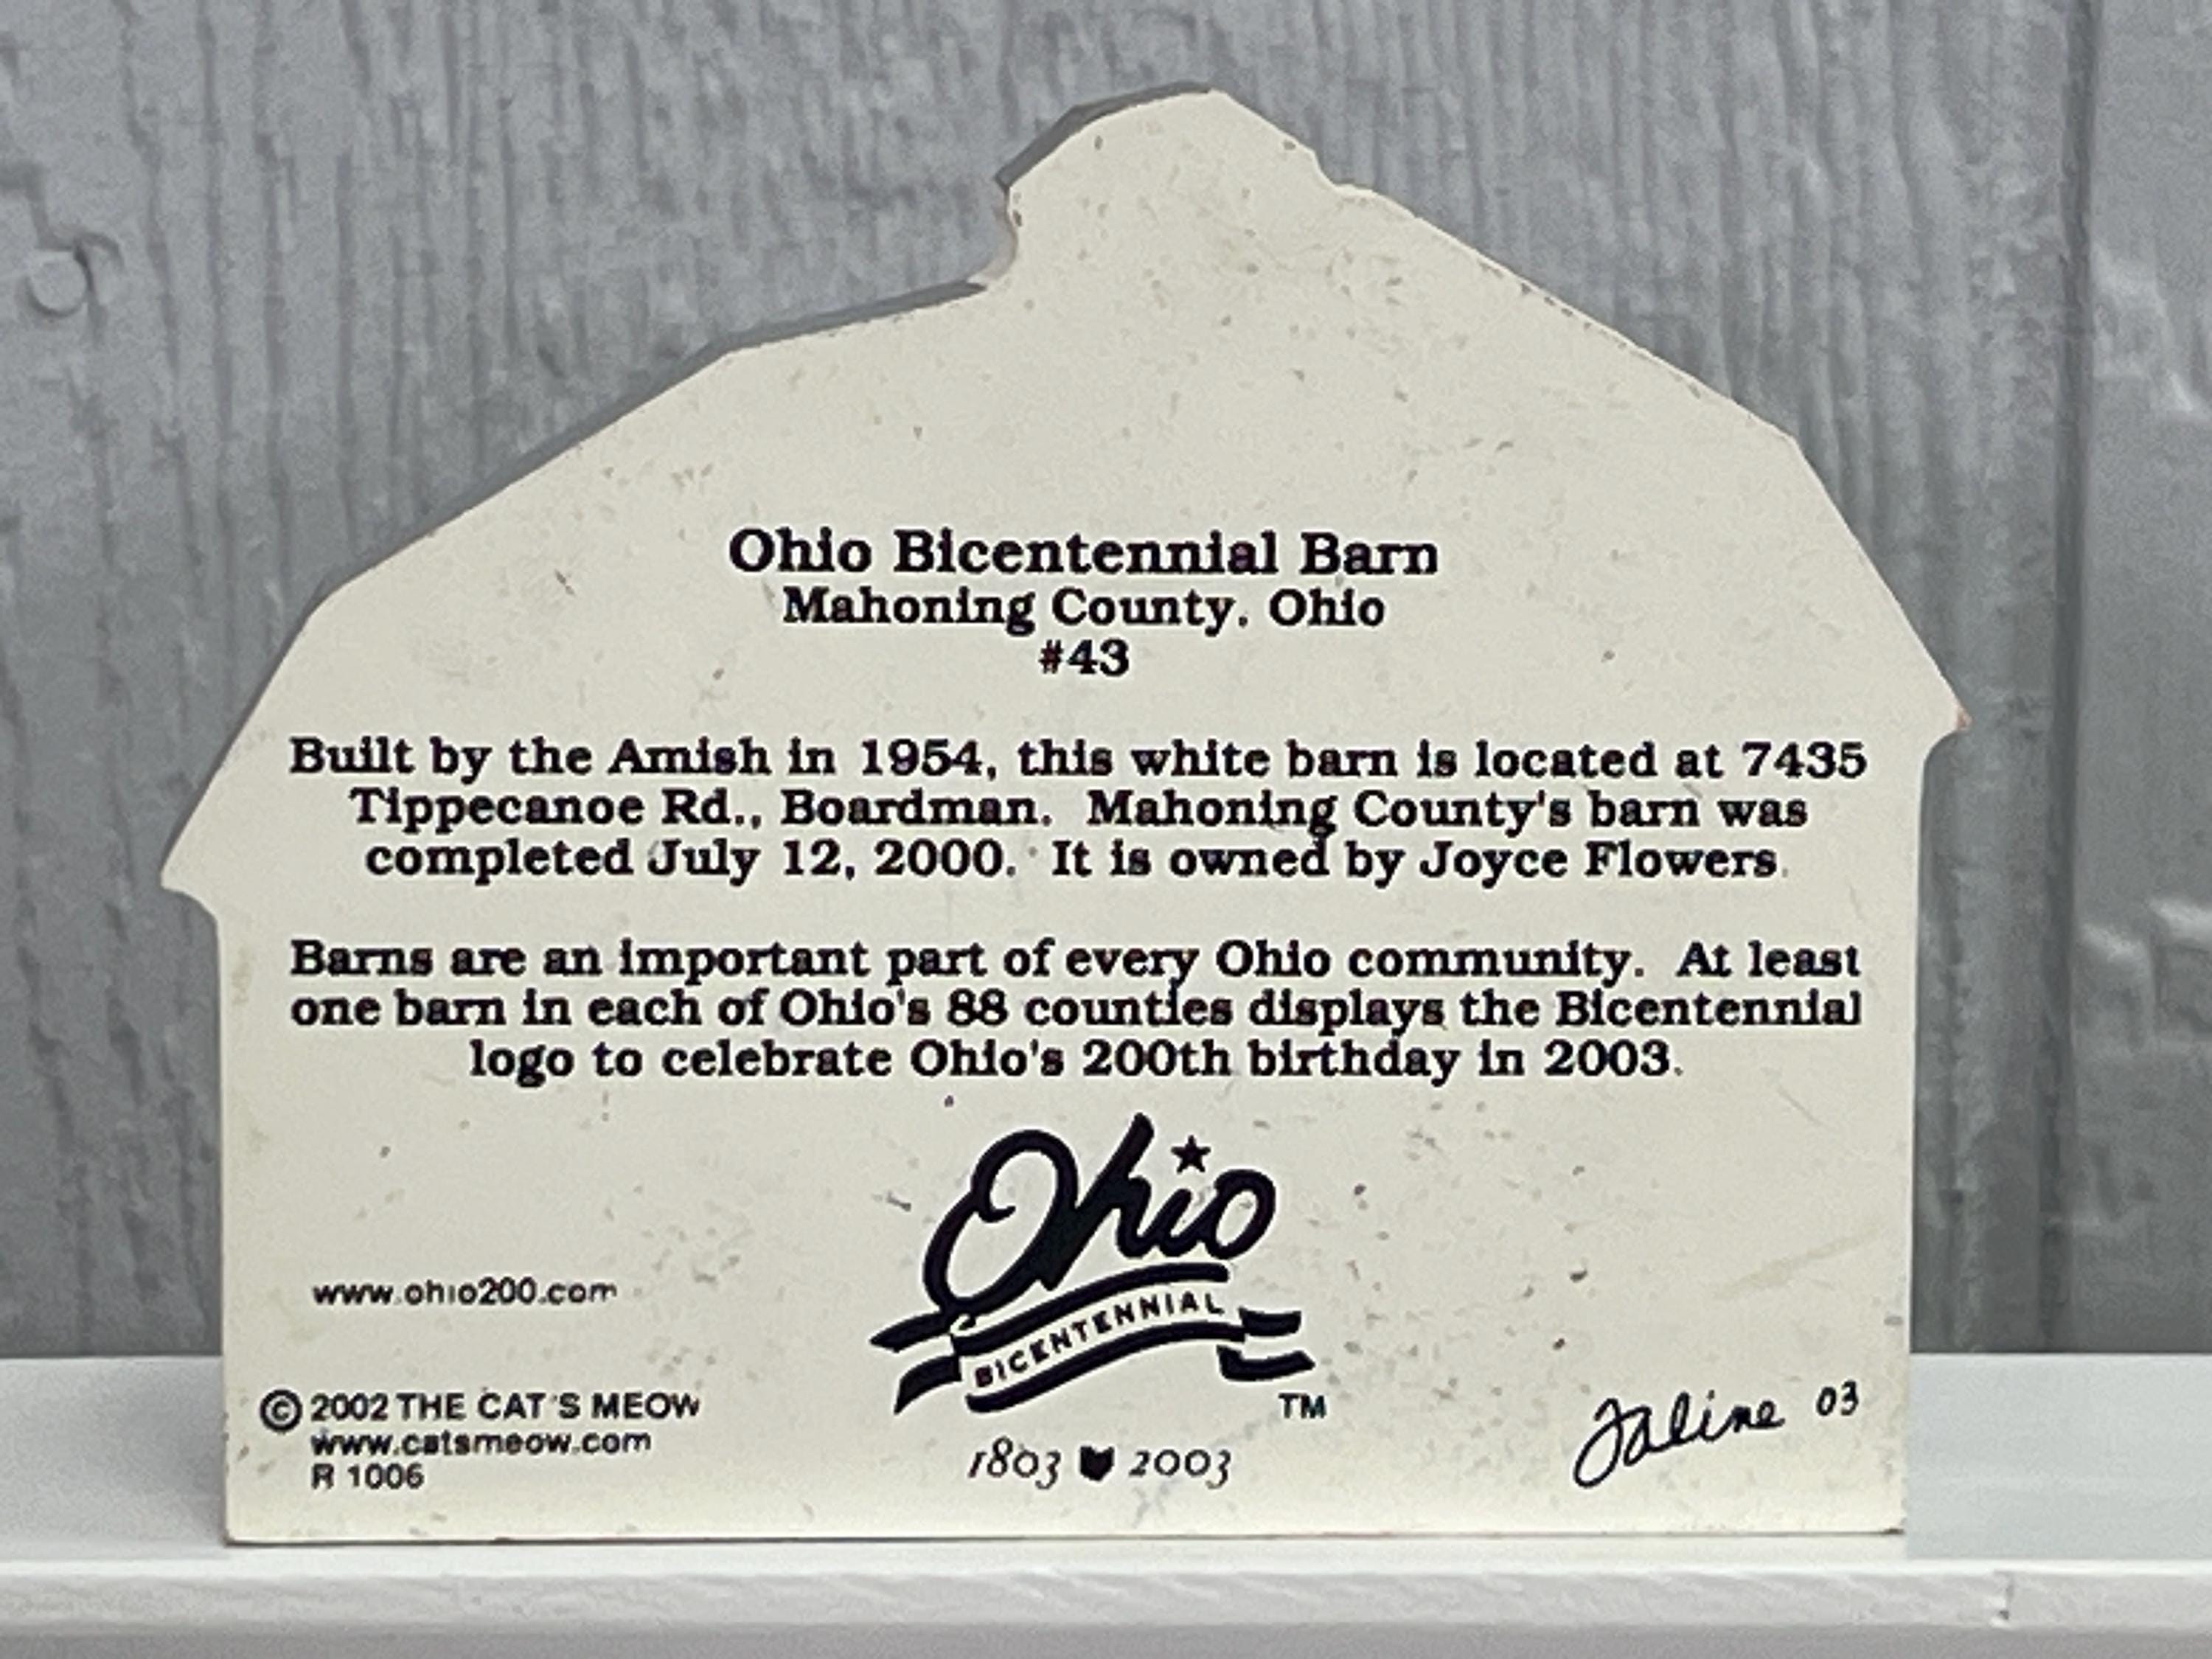 Ohio Bicentennial Barn
Mahoning County, Ohio
#43
Built by the Amish in 1954, this white barn is located at 7435
Tippecanoe Rd., Boardman. Mahoning County's barn was
completed July 12, 2000. It is owned by Joyce Flowers.
Barns are an important part of every Ohio community. At least
one barn in each of Ohio's 88 counties displays the Bicentennial
logo to celebrate Ohio's 200th birthday in 2003.
Ohio
BICENTENNIAL
TM
1803 2003
www.ohio200.com
© 2002 THE CAT'S MEOW
www.catsmeow.com
R 1006
Jaline 03